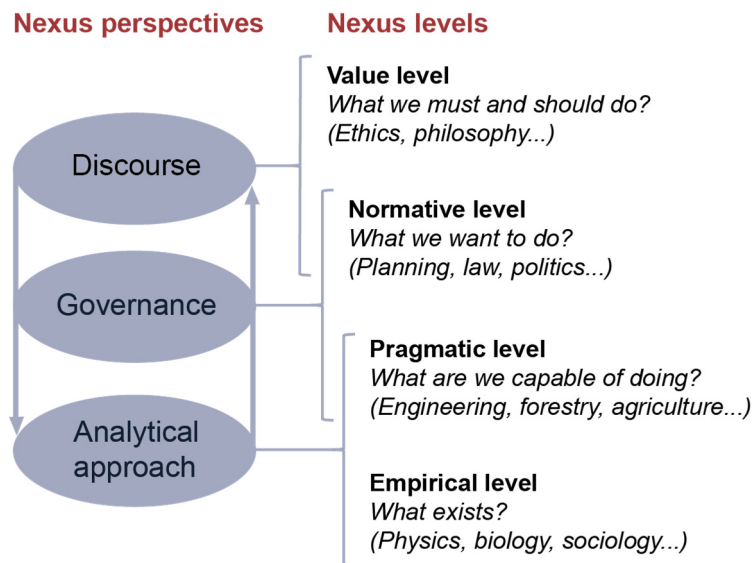 Nexus perspectives
Nexus levels
Discourse
Governance
Analytical
approach
Value level
What we must and should do?
(Ethics, philosophy...)
Normative level
What we want to do?
(Planning, law, politics...)
Pragmatic level
What are we capable of doing?
(Engineering, forestry, agriculture...)
Empirical level
What exists?
(Physics, biology, sociology...)